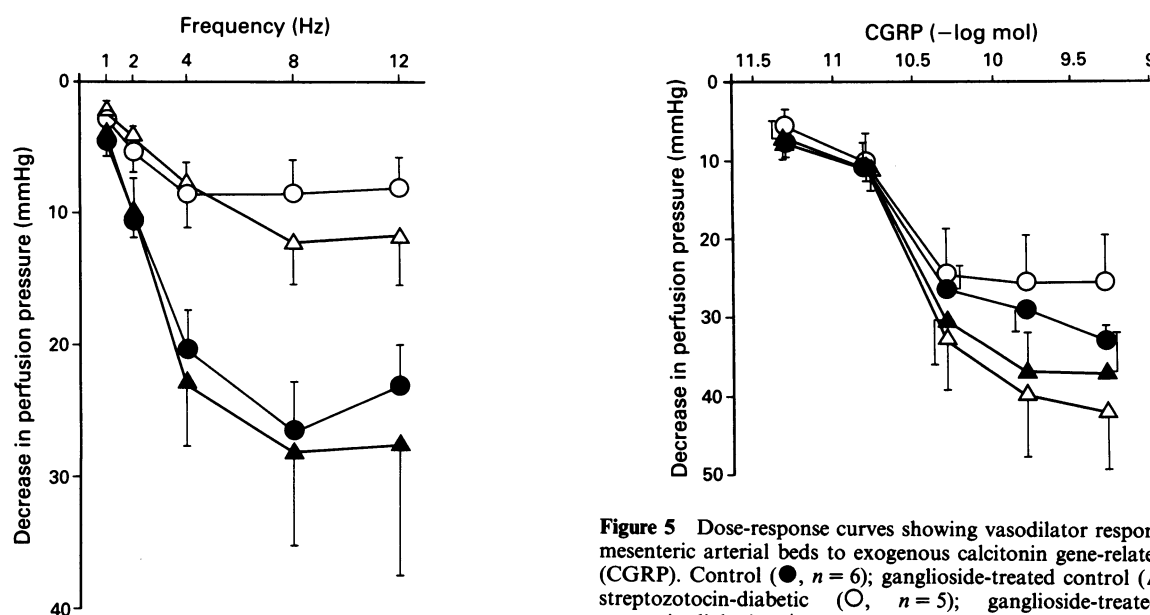 Frequency (Hz)
1 2 4 8 12
0
10
20
30
40
Decrease in perfusion pressure (mmHg)
CGRP (−log mol)
11.5 11 10.5 10 9.5 9
0
10
20
30
40
50
Decrease in perfusion pressure (mmHg)
Figure 5 Dose-response curves showing vasodilator respon
mesenteric arterial beds to exogenous calcitonin gene-relate
(CGRP). Control (●, n = 6); ganglioside-treated control (
streptozotocin-diabetic (○, n = 5); ganglioside-treate